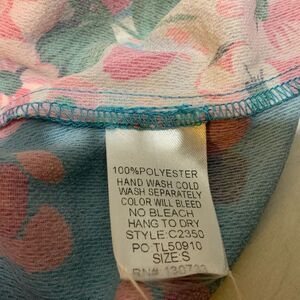 100%POLYESTER
HAND WASH COLD
WASH SEPARATELY
COLOR WILL BLEED
NO BLEACH
HANG TO DRY
STYLE:C2350
PO TL50910
SIZE:S
RN#